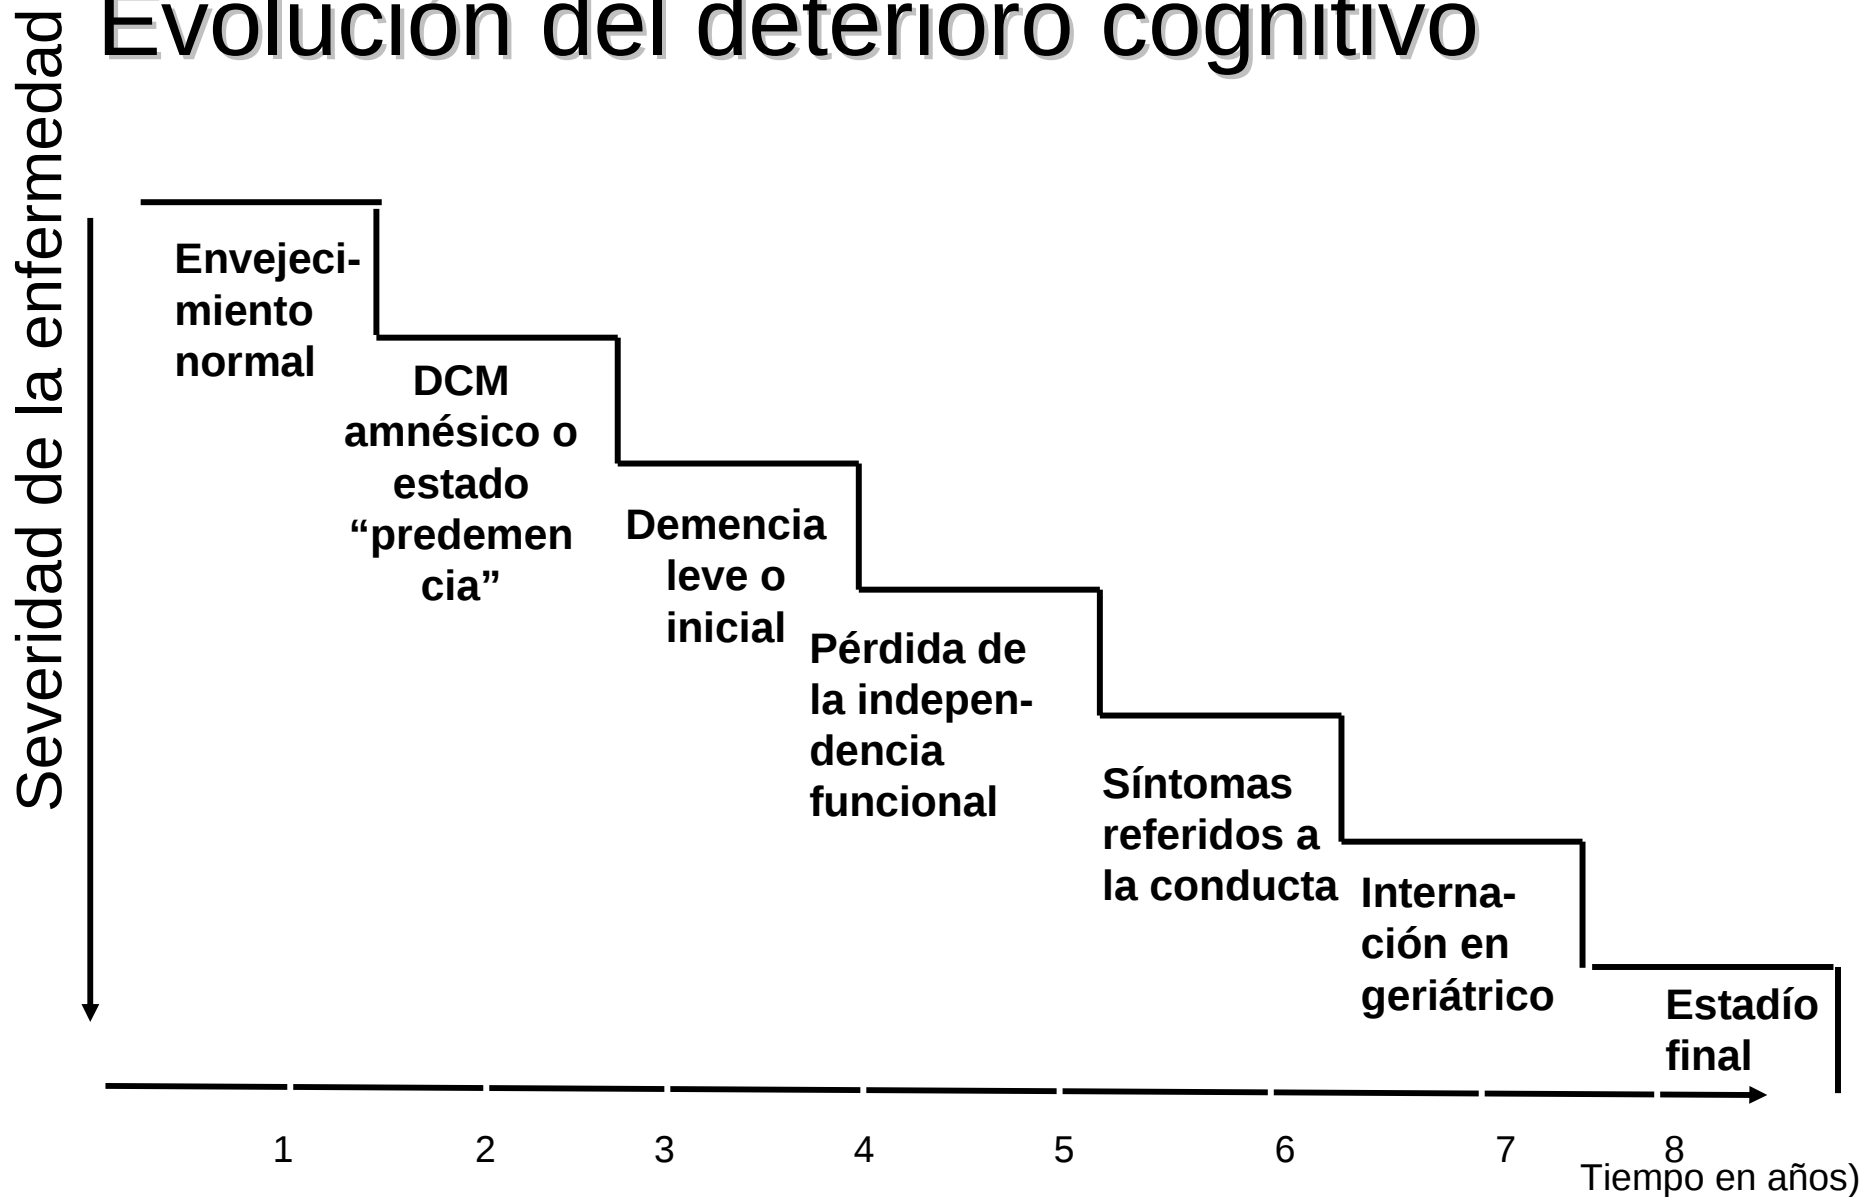 Evolución del deterioro cognitivo
Severidad de la enfermedad
Envejeci-
miento
normal
DCM
amnésico o
estado
“predemen
cia”
Demencia
leve o
inicial
Pérdida de
la indepen-
dencia
funcional
Síntomas
referidos a
la conducta
Interna-
ción en
geriátrico
Estadío
final
1 2 3 4 5 6 7 8
Tiempo en años)